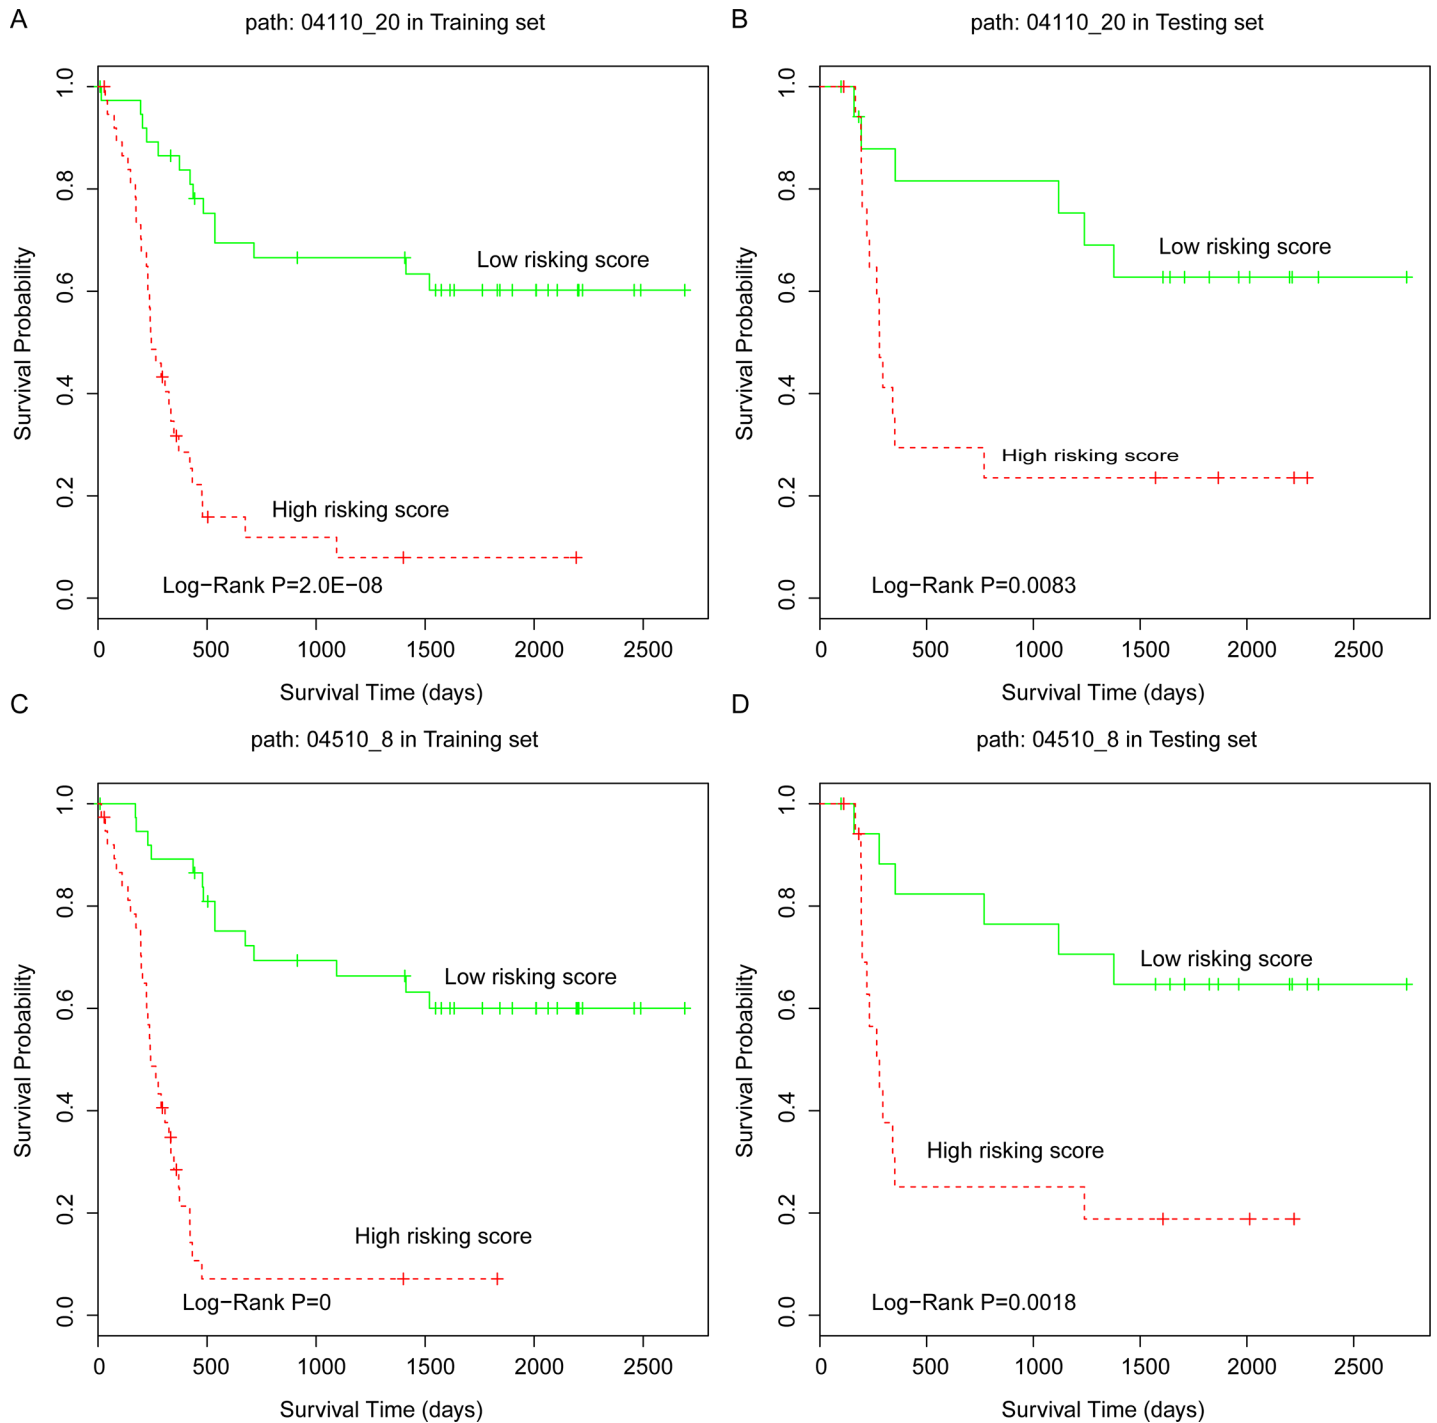 A
path: 04110_20 in Training set
Survival Probability
1.0
0.8
0.6
0.4
0.2
0.0
Low risking score
High risking score
Log−Rank P=2.0E−08
0 500 1000 1500 2000 2500
Survival Time (days)
B
path: 04110_20 in Testing set
Survival Probability
1.0
0.8
0.6
0.4
0.2
0.0
Low risking score
High risking score
Log−Rank P=0.0083
0 500 1000 1500 2000 2500
Survival Time (days)
C
path: 04510_8 in Training set
Survival Probability
1.0
0.8
0.6
0.4
0.2
0.0
Low risking score
High risking score
Log−Rank P=0
0 500 1000 1500 2000 2500
Survival Time (days)
D
path: 04510_8 in Testing set
Survival Probability
1.0
0.8
0.6
0.4
0.2
0.0
Low risking score
High risking score
Log−Rank P=0.0018
0 500 1000 1500 2000 2500
Survival Time (days)